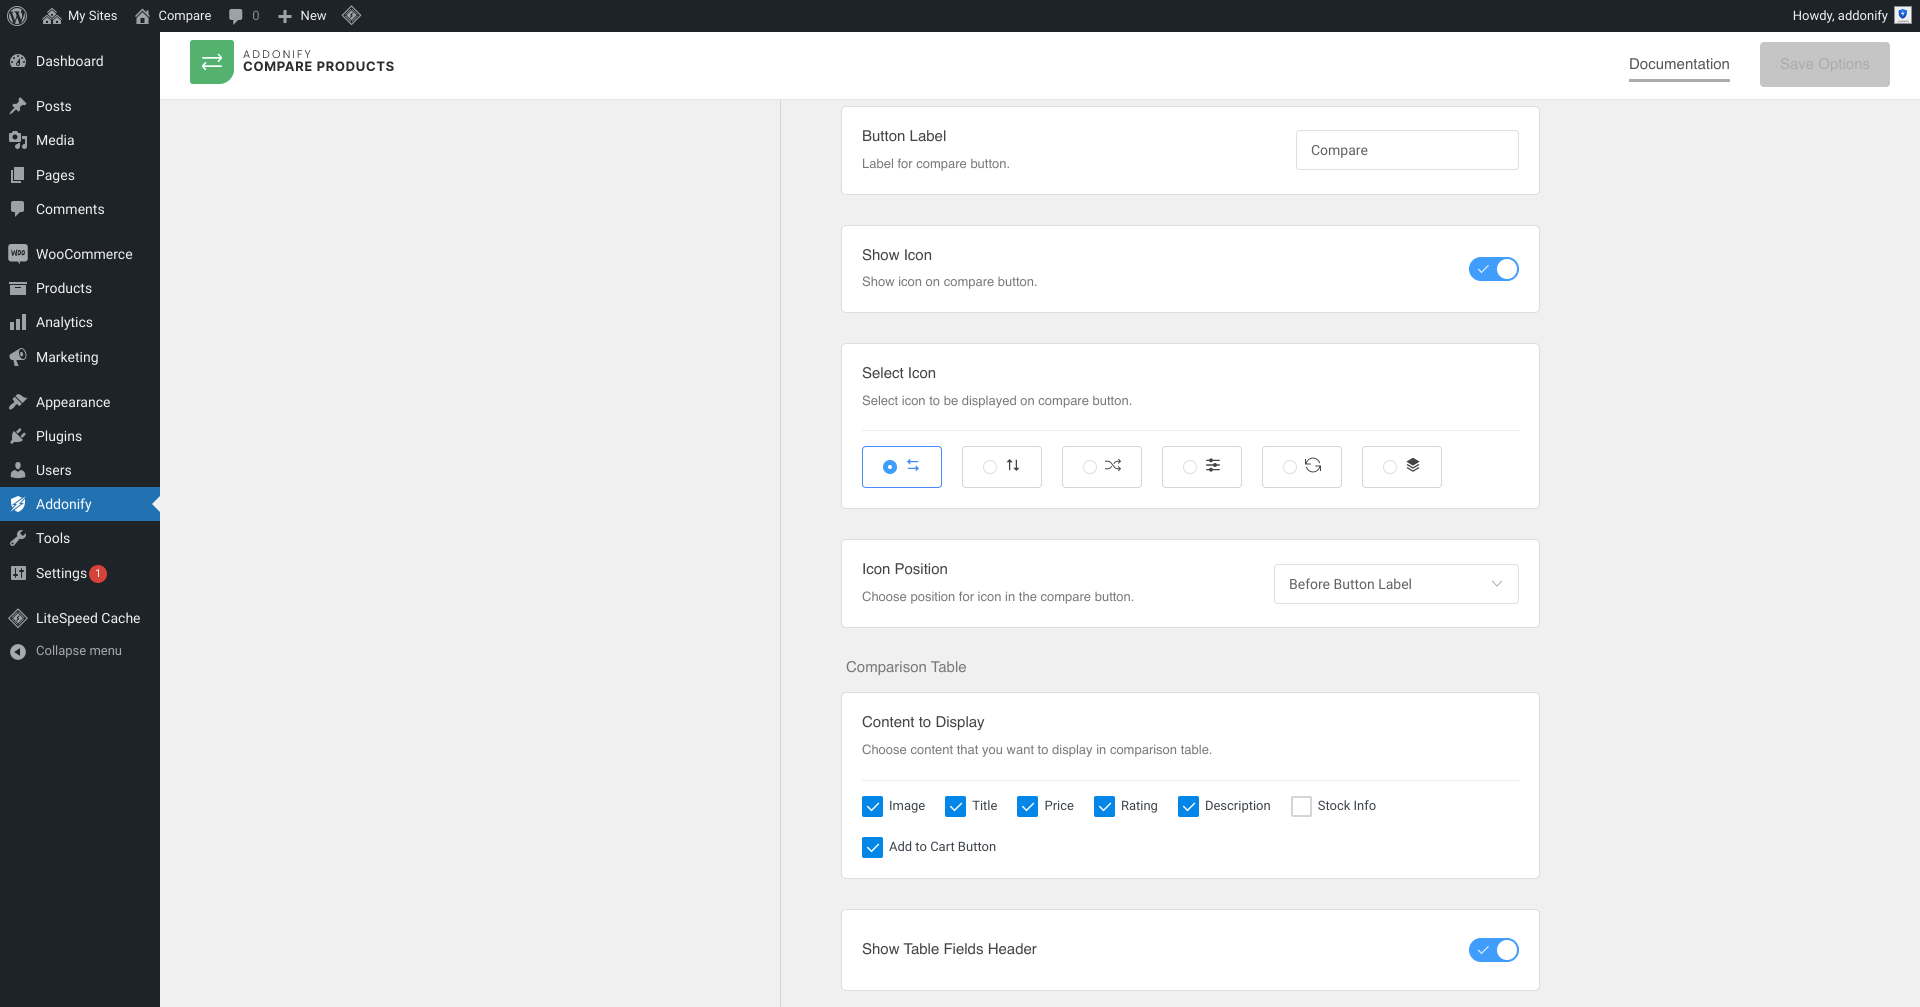 My Sites Compare 0 New Howdy, addonify
Dashboard
Posts
Media
Pages
Comments
WooCommerce
Products
Analytics
Marketing
Appearance
Plugins
Users
Addonify
Tools
Settings 1
LiteSpeed Cache
Collapse menu
ADDONIFY
COMPARE PRODUCTS
Documentation
Save Options
Button Label
Label for compare button.
Compare
Show Icon
Show icon on compare button.
Select Icon
Select icon to be displayed on compare button.
Icon Position
Choose position for icon in the compare button.
Before Button Label
Comparison Table
Content to Display
Choose content that you want to display in comparison table.
Image Title Price Rating Description Stock Info
Add to Cart Button
Show Table Fields Header